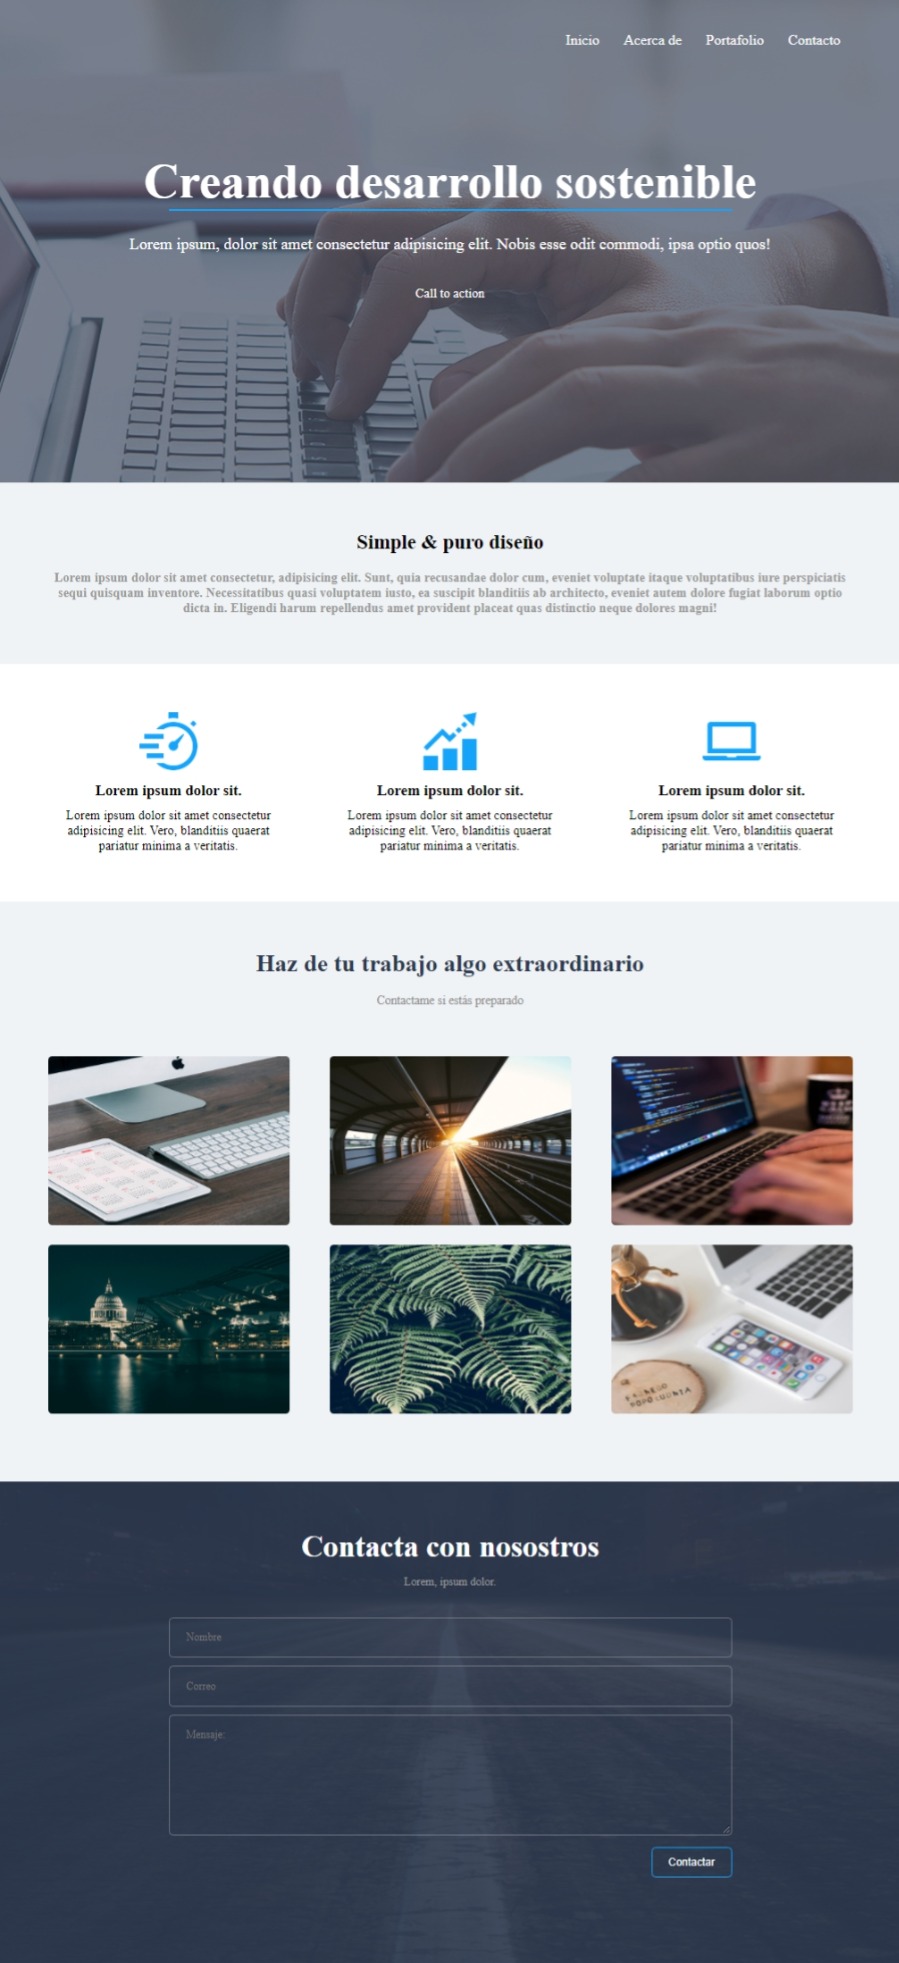 Inicio Acerca de Portafolio Contacto
Creando desarrollo sostenible
Lorem ipsum, dolor sit amet consectetur adipisicing elit. Nobis esse odit commodi, ipsa optio quos!
Call to action
Simple & puro diseño
Lorem ipsum dolor sit amet consectetur, adipisicing elit. Sunt, quia recusandae dolor cum, eveniet voluptate itaque voluptatibus iure perspiciatis
sequi quisquam inventore. Necessitatibus quasi voluptatem iusto, ea suscipit blanditiis ab architecto, eveniet autem dolore fugiat laborum optio
dicta in. Eligendi harum repellendus amet provident placeat quas distinctio neque dolores magni!
Lorem ipsum dolor sit.
Lorem ipsum dolor sit amet consectetur
adipisicing elit. Vero, blanditiis quaerat
pariatur minima a veritatis.
Lorem ipsum dolor sit.
Lorem ipsum dolor sit amet consectetur
adipisicing elit. Vero, blanditiis quaerat
pariatur minima a veritatis.
Lorem ipsum dolor sit.
Lorem ipsum dolor sit amet consectetur
adipisicing elit. Vero, blanditiis quaerat
pariatur minima a veritatis.
Haz de tu trabajo algo extraordinario
Contactame si estás preparado
Contacta con nosostros
Lorem, ipsum dolor.
Nombre
Correo
Mensaje:
Contactar